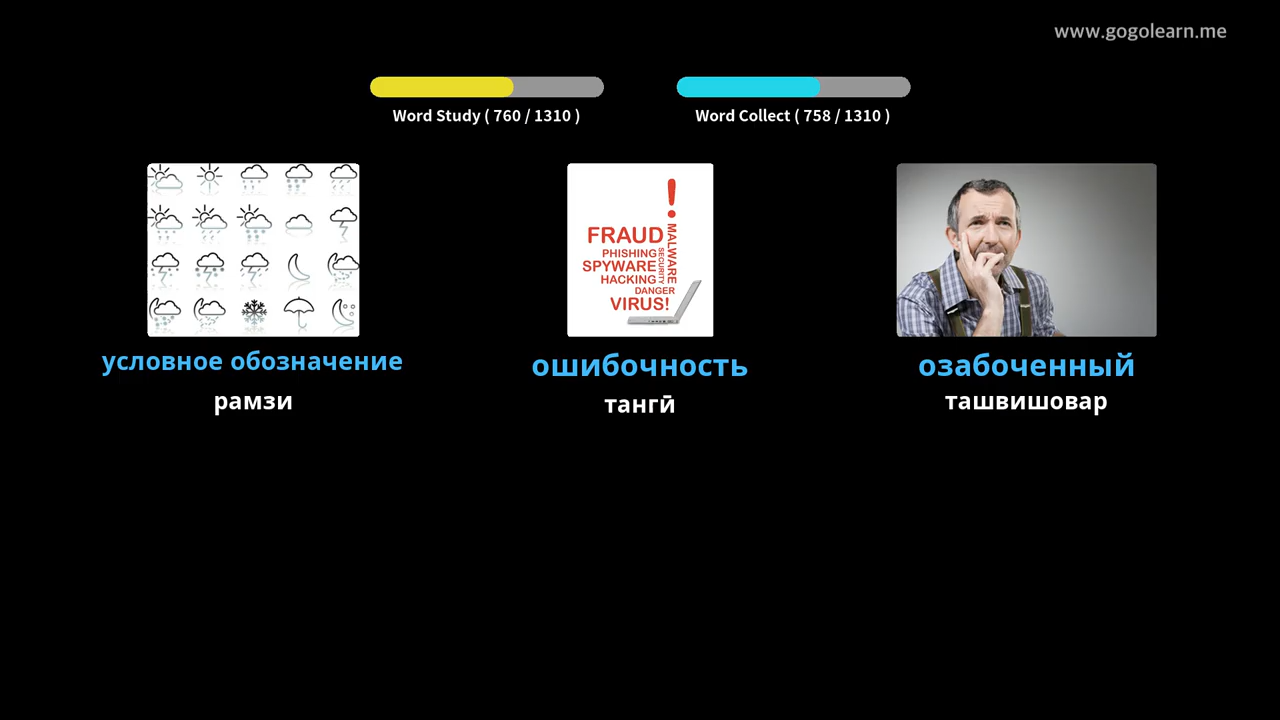 www.gogolearn.me
Word Study ( 760 / 1310 )
Word Collect ( 758 / 1310 )
!
FRAUD
PHISHING
SPYWARE
HACKING
DANGER
VIRUS!
SECURITY
MALWARE
условное обозначение
ошибочность
озабоченный
рамзи
тангӣ
ташвишовар